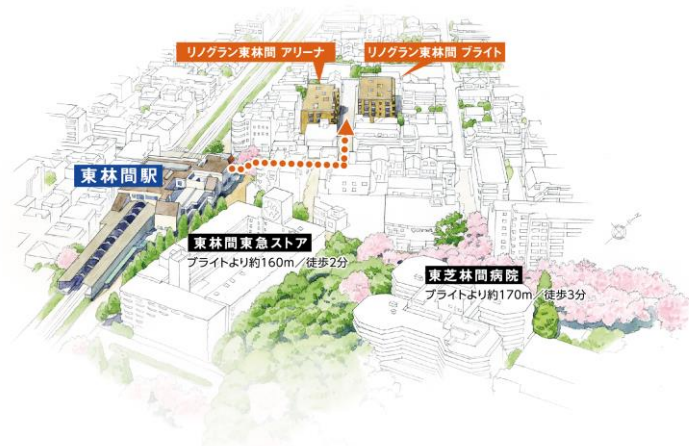 リノグラン東林間 アリーナ
リノグラン東林間 ブライト
東林間駅
東林間東急ストア
ブライトより約160m／徒歩2分
東芝林間病院
ブライトより約170m／徒歩3分